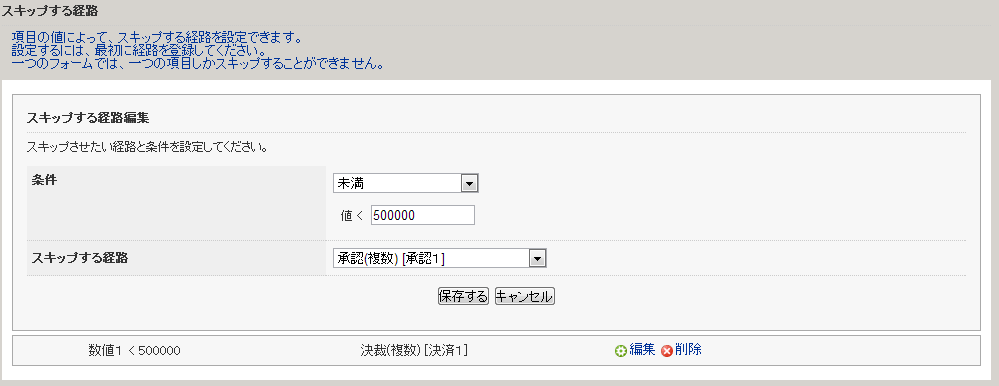 スキップする経路
項目の値によって、スキップする経路を設定できます。
設定するには、最初に経路を登録してください。
一つのフォームでは、一つの項目しかスキップすることができません。
スキップする経路編集
スキップさせたい経路と条件を設定してください。
条件
未満
値 < 500000
スキップする経路
承認(複数) [承認1]
保存する キャンセル
数値1 < 500000 決裁(複数) [決済1] 編集 削除